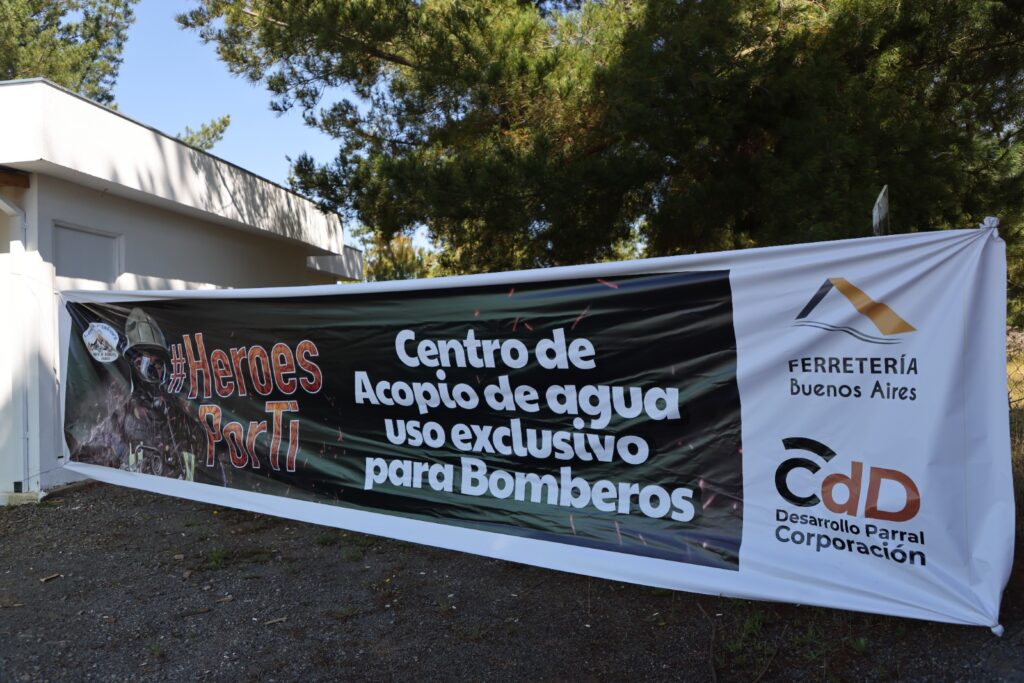 #Heroes
PorTi
Centro de
Acopio de agua
uso exclusivo
para Bomberos
FERRETERÍA
Buenos Aires
CdD
Desarrollo Parral
Corporación